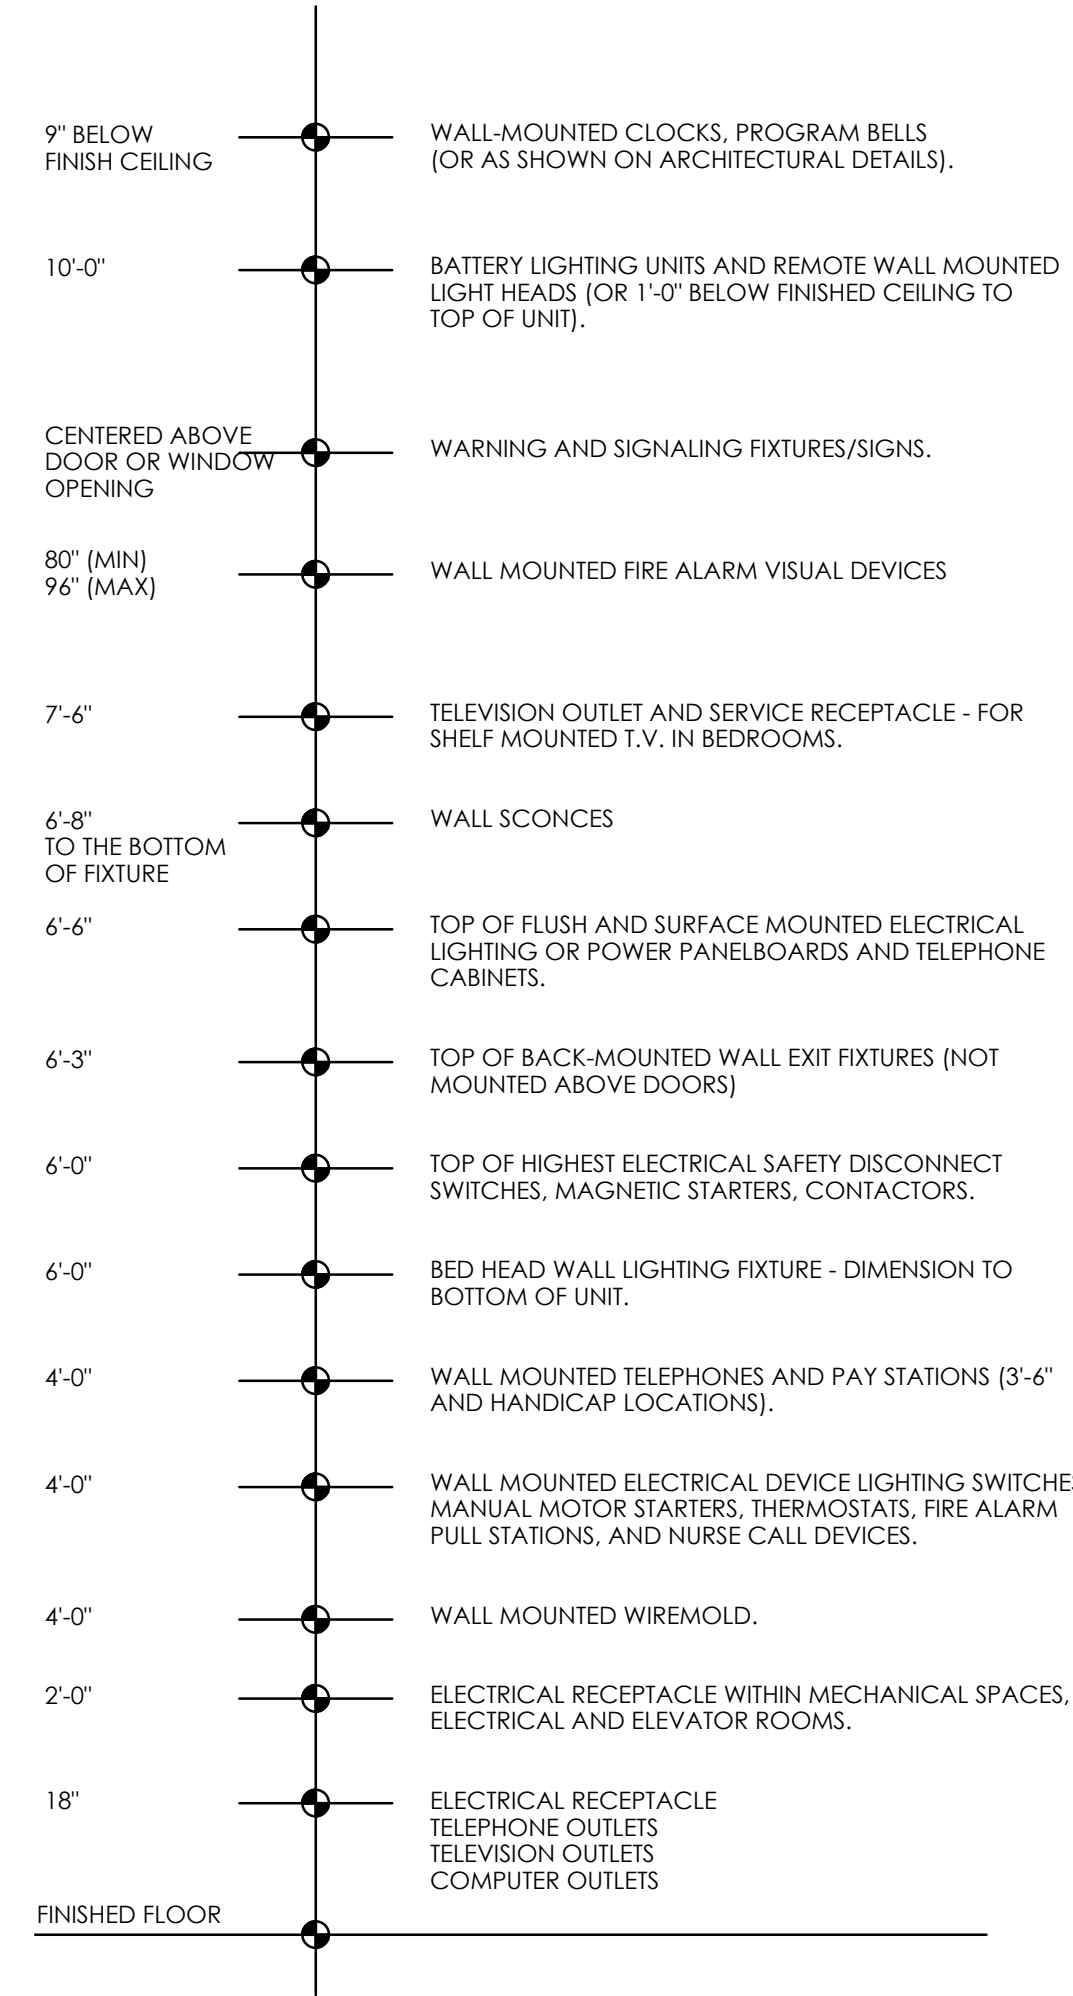 9" BELOW
FINISH CEILING
WALL-MOUNTED CLOCKS, PROGRAM BELLS
(OR AS SHOWN ON ARCHITECTURAL DETAILS).
10'-0"
BATTERY LIGHTING UNITS AND REMOTE WALL MOUNTED
LIGHT HEADS (OR 1'-0" BELOW FINISHED CEILING TO
TOP OF UNIT).
CENTERED ABOVE
DOOR OR WINDOW
OPENING
WARNING AND SIGNALING FIXTURES/SIGNS.
80" (MIN)
96" (MAX)
WALL MOUNTED FIRE ALARM VISUAL DEVICES
7'-6"
TELEVISION OUTLET AND SERVICE RECEPTACLE - FOR
SHELF MOUNTED T.V. IN BEDROOMS.
6'-8"
TO THE BOTTOM
OF FIXTURE
WALL SCONCES
6'-6"
TOP OF FLUSH AND SURFACE MOUNTED ELECTRICAL
LIGHTING OR POWER PANELBOARDS AND TELEPHONE
CABINETS.
6'-3"
TOP OF BACK-MOUNTED WALL EXIT FIXTURES (NOT
MOUNTED ABOVE DOORS)
6'-0"
TOP OF HIGHEST ELECTRICAL SAFETY DISCONNECT
SWITCHES, MAGNETIC STARTERS, CONTACTORS.
6'-0"
BED HEAD WALL LIGHTING FIXTURE - DIMENSION TO
BOTTOM OF UNIT.
4'-0"
WALL MOUNTED TELEPHONES AND PAY STATIONS (3'-6"
AND HANDICAP LOCATIONS).
4'-0"
WALL MOUNTED ELECTRICAL DEVICE LIGHTING SWITCHES
MANUAL MOTOR STARTERS, THERMOSTATS, FIRE ALARM
PULL STATIONS, AND NURSE CALL DEVICES.
4'-0"
WALL MOUNTED WIREMOLD.
2'-0"
ELECTRICAL RECEPTACLE WITHIN MECHANICAL SPACES,
ELECTRICAL AND ELEVATOR ROOMS.
18"
ELECTRICAL RECEPTACLE
TELEPHONE OUTLETS
TELEVISION OUTLETS
COMPUTER OUTLETS
FINISHED FLOOR